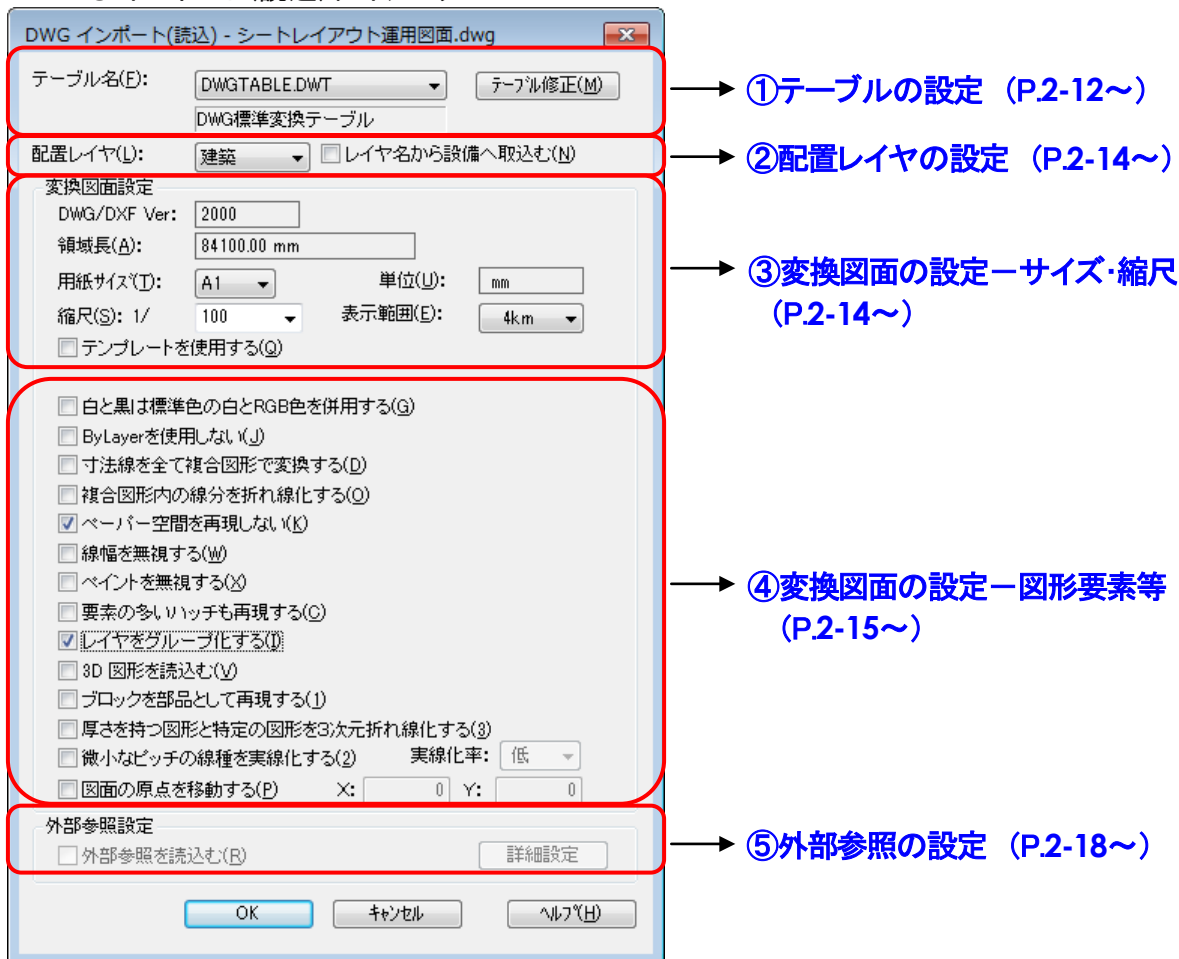 DWG インポート(読込) - シートレイアウト運用図面.dwg
テーブル名(F): DWGTABLE.DWT テーブル修正(M)
DWG標準変換テーブル
①テーブルの設定 (P.2-12～)
配置レイヤ(L): 建築 レイヤ名から設備へ取込む(N)
②配置レイヤの設定 (P.2-14～)
変換図面設定
DWG/DXF Ver: 2000
領域長(A): 84100.00 mm
用紙サイズ(T): A1 単位(U): mm
縮尺(S): 1/ 100 表示範囲(E): 4km
テンプレートを使用する(Q)
③変換図面の設定－サイズ・縮尺
(P.2-14～)
白と黒は標準色の白とRGB色を併用する(G)
ByLayerを使用しない(J)
寸法線を全て複合図形で変換する(D)
複合図形内の線分を折れ線化する(O)
ペーパー空間を再現しない(K)
線幅を無視する(W)
ペイントを無視する(X)
要素の多いハッチも再現する(C)
レイヤをグループ化する(I)
3D 図形を読込む(V)
ブロックを部品として再現する(1)
厚さを持つ図形と特定の図形を3次元折れ線化する(3)
微小なピッチの線種を実線化する(2) 実線化率: 低
図面の原点を移動する(P) X: 0 Y: 0
④変換図面の設定－図形要素等
(P.2-15～)
外部参照設定
外部参照を読込む(R) 詳細設定
⑤外部参照の設定 (P.2-18～)
OK キャンセル ヘルプ(H)